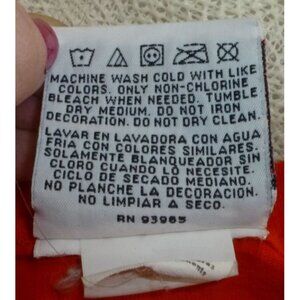 MACHINE WASH COLD WITH LIKE
COLORS. ONLY NON-CHLORINE
BLEACH WHEN NEEDED. TUMBLE
DRY MEDIUM. DO NOT IRON
DECORATION. DO NOT DRY CLEAN.
LAVAR EN LAVADORA CON AGUA
FRIA CON COLORES SIMILARES.
SOLAMENTE BLANQUEADOR SIN
CLORO CUANDO LO NECESITE.
CICLO DE SECADO MEDIANO.
NO PLANCHE LA DECORACION.
NO LIMPIAR A SECO.
RN 93965